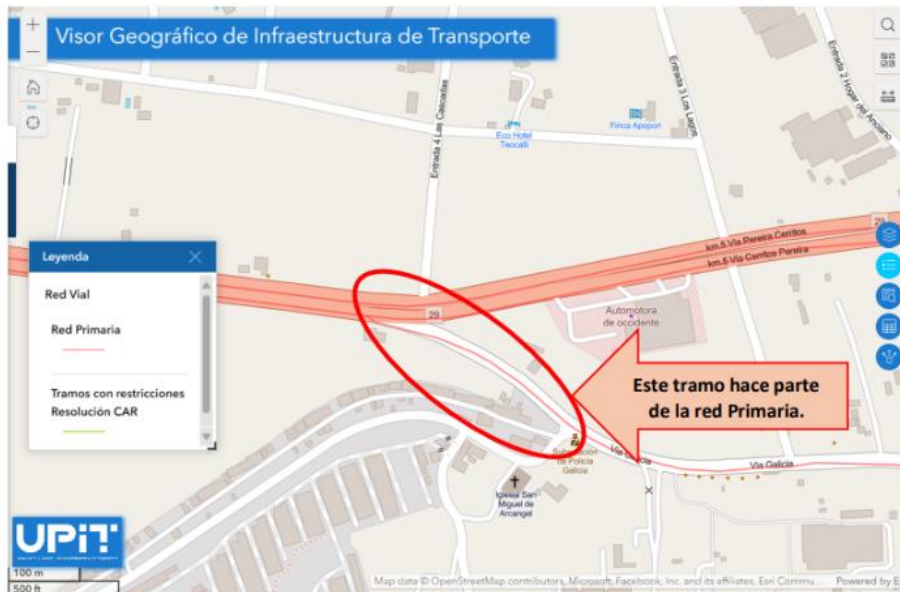 Visor Geográfico de Infraestructura de Transporte
Entrada 4 Las Cascadas
Entrada 3 Los Lagos
Entrada 2 Hogar del Anciano
Eco Hotel
Teocalli
Finca Apoport
29
km.5 Vía Pereira Cerritos
km.5 Vía Cerritos Pereira
Leyenda
Red Vial
Red Primaria
Tramos con restricciones
Resolución CAR
29
Automotora
de occidente
Este tramo hace parte
de la red Primaria.
Subestación
de Policía
Galicia
Vía Galicia
Vía Galicia
Iglesia San
Miguel de
Arcangel
UPiT
100 m
500 ft
Map data © OpenStreetMap contributors, Microsoft, Facebook, Inc. and its affiliates, Esri Commu...
Powered by E